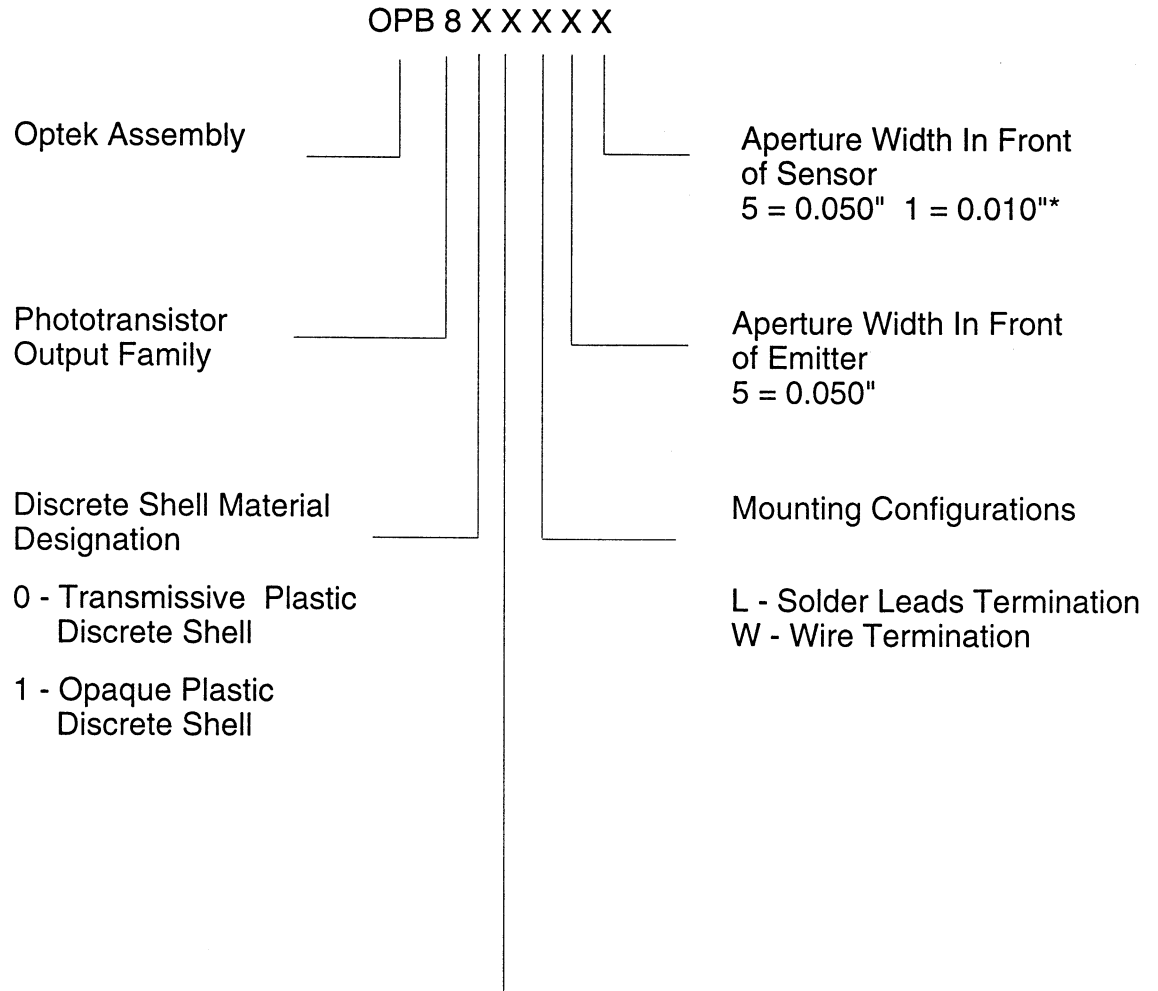 OPB 8 X X X X X
Optek Assembly
Aperture Width In Front
of Sensor
5 = 0.050" 1 = 0.010"*
Phototransistor
Output Family
Aperture Width In Front
of Emitter
5 = 0.050"
Discrete Shell Material
Designation
0 - Transmissive Plastic
Discrete Shell
1 - Opaque Plastic
Discrete Shell
Mounting Configurations
L - Solder Leads Termination
W - Wire Termination